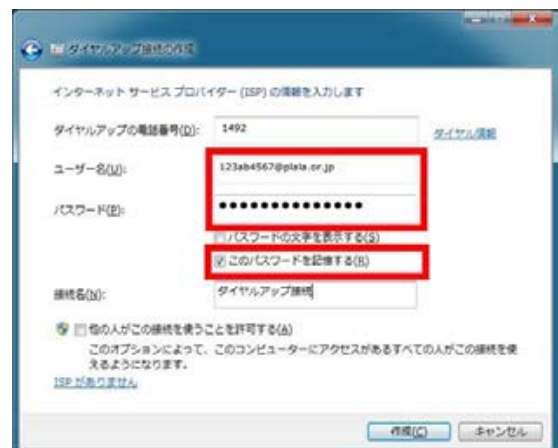 ダイヤルアップ接続の作成
インターネット サービス プロバイダー (ISP) の情報を入力します
ダイヤルアップの電話番号(D): 1492 ダイヤル情報
ユーザー名(U): 123ab4567@plala.or.jp
パスワード(P): ●●●●●●●●●●●●●●
パスワードの文字を表示する(S)
このパスワードを記憶する(R)
接続名(N): ダイヤルアップ接続
他の人がこの接続を使うことを許可する(A)
このオプションによって、このコンピューターにアクセスがあるすべての人がこの接続を使
えるようになります。
ISP がありません
作成(C) キャンセル